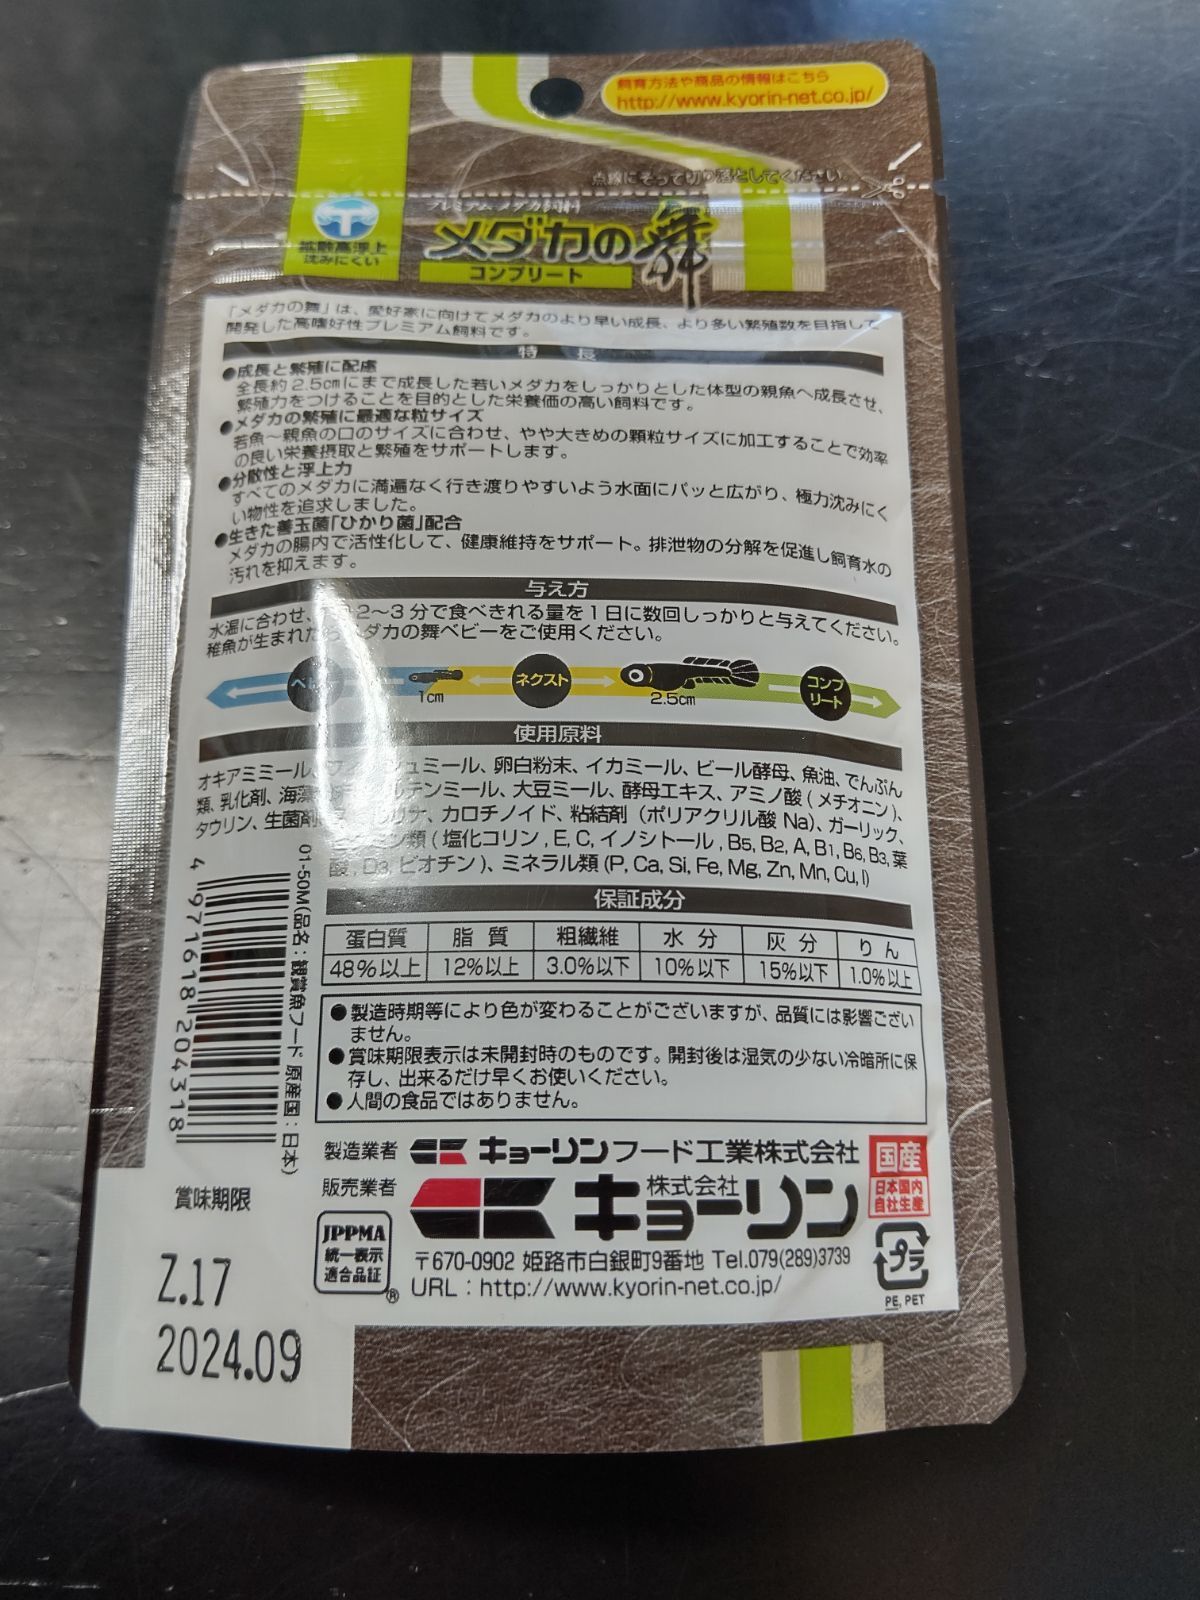 飼育方法や商品の情報はこちら
http://www.kyorin-net.co.jp/
点線にそって切り落としてください
拡散高浮上
沈みにくい
プレミアムメダカ飼料
メダカの舞
コンプリート
「メダカの舞」は、愛好家に向けてメダカのより早い成長、より多い繁殖数を目指して
開発した高嗜好性プレミアム飼料です。
特 長
●成長と繁殖に配慮
全長約2.5cmにまで成長した若いメダカをしっかりとした体型の親魚へ成長させ、
繁殖力をつけることを目的とした栄養価の高い飼料です。
●メダカの繁殖に最適な粒サイズ
若魚～親魚の口のサイズに合わせ、やや大きめの顆粒サイズに加工することで効率
の良い栄養摂取と繁殖をサポートします。
●分散性と浮上力
すべてのメダカに満遍なく行き渡りやすいよう水面にパッと広がり、極力沈みにく
い物性を追求しました。
●生きた善玉菌「ひかり菌」配合
メダカの腸内で活性化して、健康維持をサポート。排泄物の分解を促進し飼育水の
汚れを抑えます。
与え方
水温に合わせ、2～3分で食べきれる量を1日に数回しっかりと与えてください。
稚魚が生まれたらメダカの舞ベビーをご使用ください。
1cm
ネクスト
2.5cm
コンプリート
使用原料
オキアミミール、フィッシュミール、卵白粉末、イカミール、ビール酵母、魚油、でんぷん
類、乳化剤、海藻 ルテンミール、大豆ミール、酵母エキス、アミノ酸(メチオニン)、
タウリン、生菌剤、 カロチノイド、粘結剤（ポリアクリル酸Na)、ガーリック、
ン類(塩化コリン,E,C,イノシトール,B5,B2,A,B1,B6,B3,葉
酸,D3,ビオチン)、ミネラル類(P,Ca,Si,Fe,Mg,Zn,Mn,Cu,I)
保証成分
蛋白質 脂 質 粗繊維 水 分 灰 分 りん
48%以上 12%以上 3.0%以下 10%以下 15%以下 1.0%以上
●製造時期等により色が変わることがございますが、品質には影響ござい
ません。
●賞味期限表示は未開封時のものです。開封後は湿気の少ない冷暗所に保
存し、出来るだけ早くお使いください。
●人間の食品ではありません。
4 971618 204318
01-50M(品名：観賞魚フード 原産国：日本)
賞味期限
Z.17
2024.09
製造業者 キョーリンフード工業株式会社
販売業者 株式会社キョーリン
国産
日本国内
自社生産
JPPMA
統一表示
適合品証
®
〒670-0902 姫路市白銀町9番地 Tel.079(289)3739
URL：http://www.kyorin-net.co.jp/
プラ
PE, PET